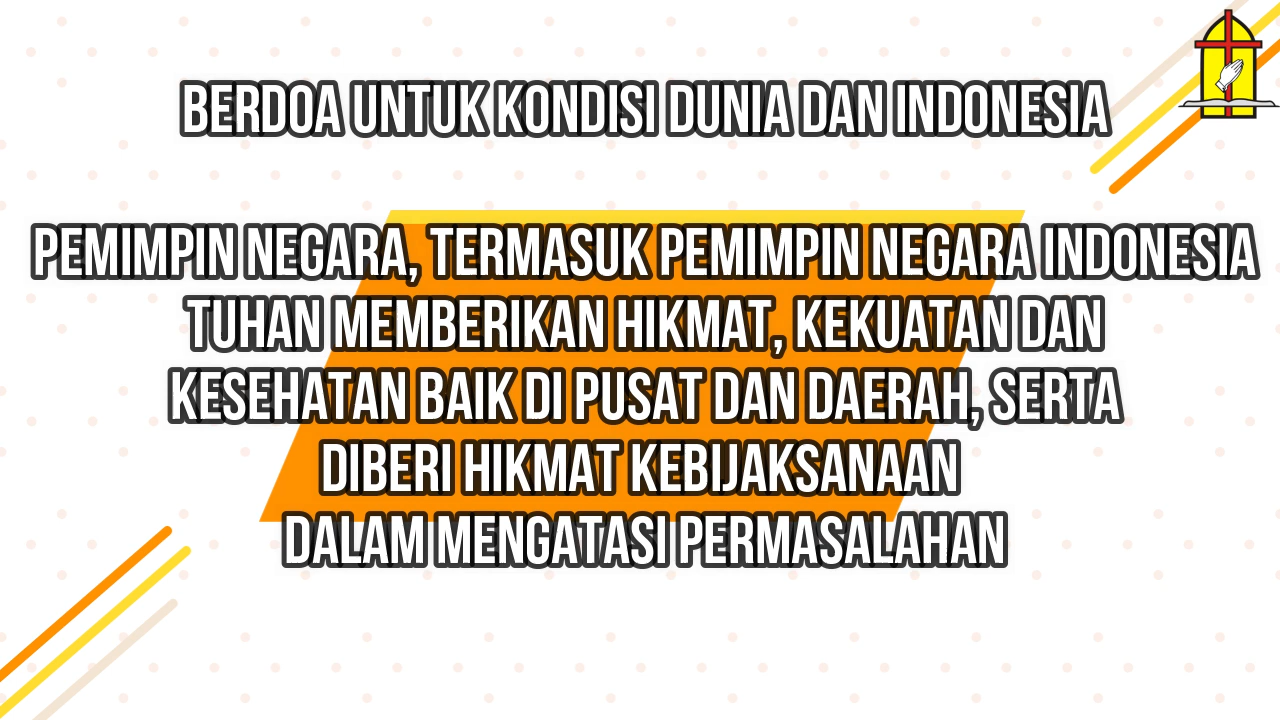 BERDOA UNTUK KONDISI DUNIA DAN INDONESIA
PEMIMPIN NEGARA, TERMASUK PEMIMPIN NEGARA INDONESIA
TUHAN MEMBERIKAN HIKMAT, KEKUATAN DAN
KESEHATAN BAIK DI PUSAT DAN DAERAH, SERTA
DIBERI HIKMAT KEBIJAKSANAAN
DALAM MENGATASI PERMASALAHAN